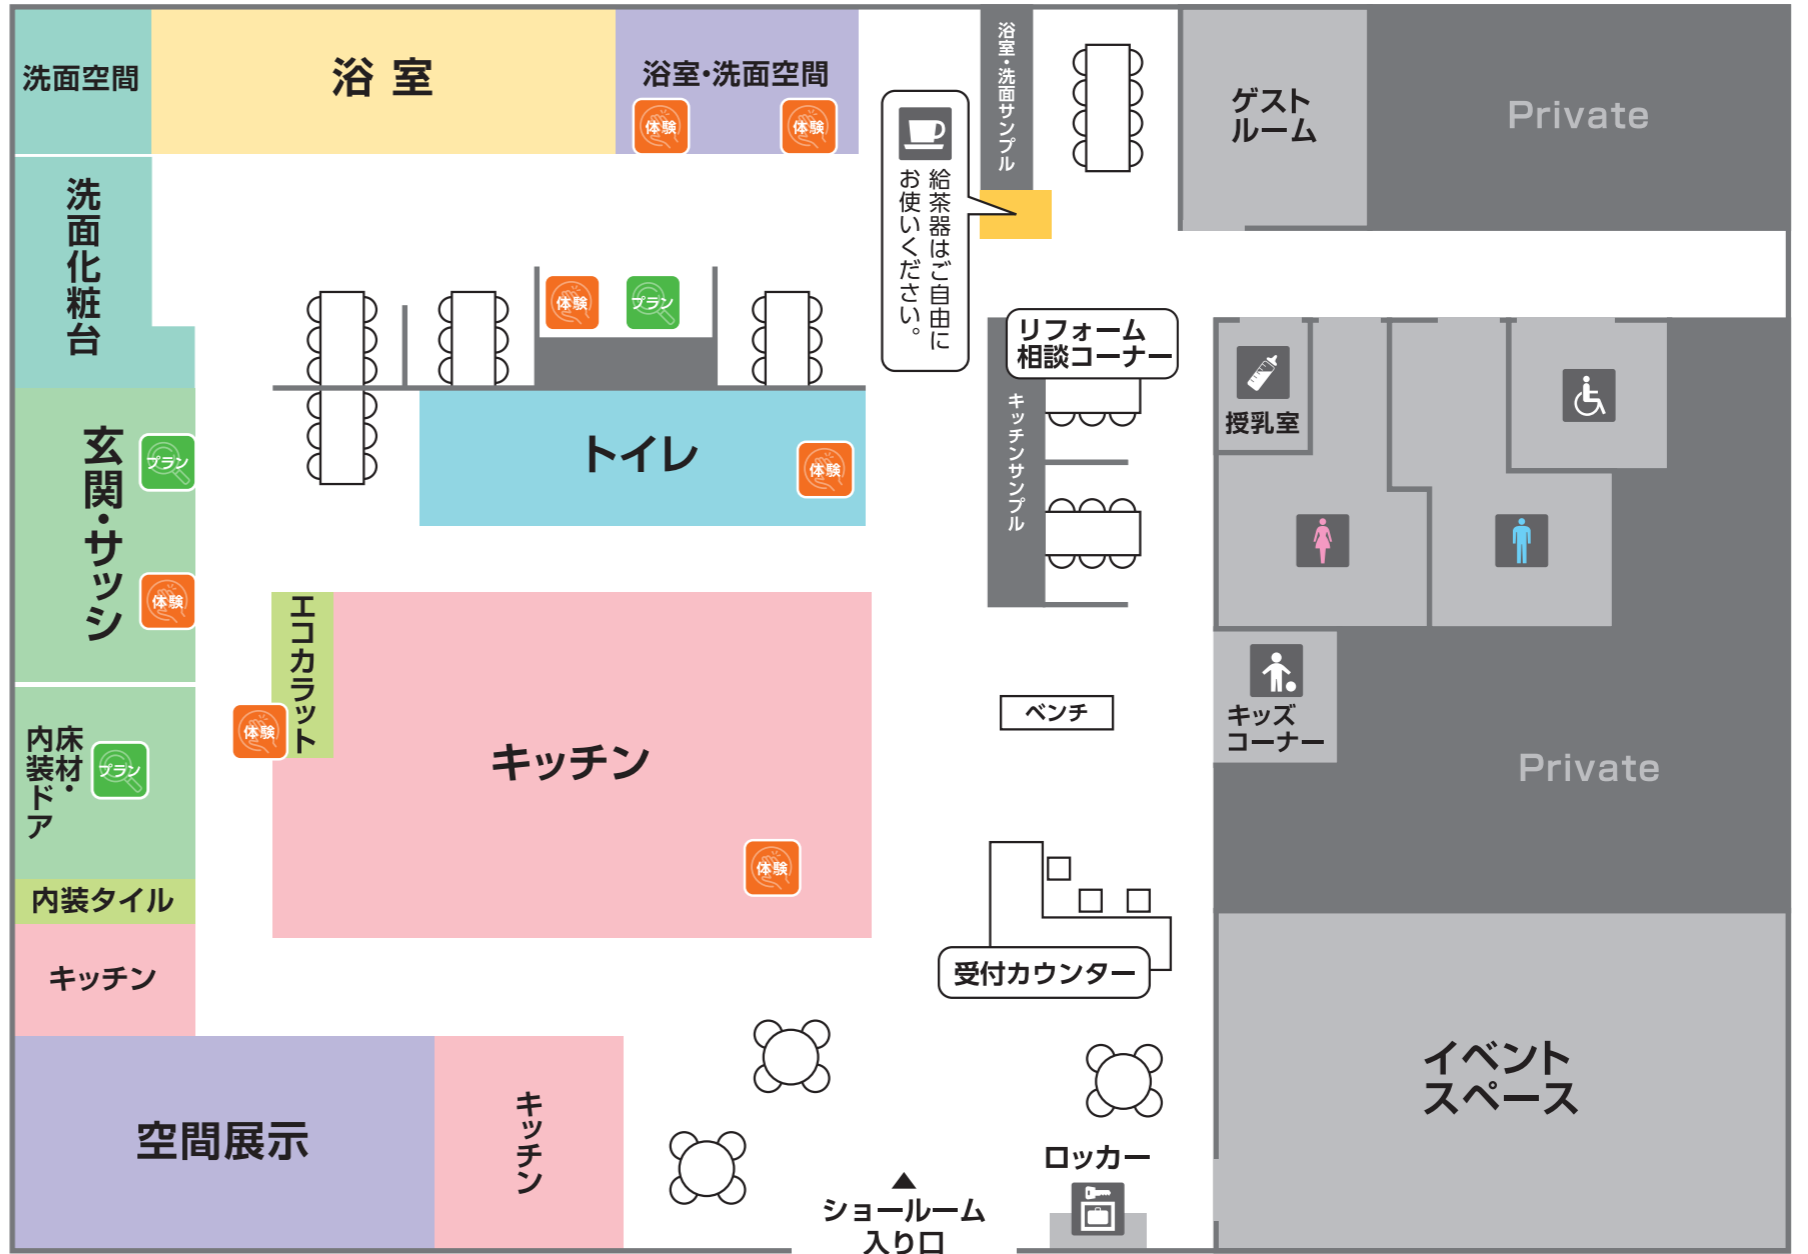 洗面空間
浴室
浴室・洗面空間
体験
体験
浴室・洗面サンプル
ゲスト
ルーム
Private
給茶器はご自由に
お使いください。
洗面化粧台
体験
プラン
リフォーム
相談コーナー
キッチンサンプル
授乳室
玄関・サッシ
プラン
体験
トイレ
体験
エコカラット
体験
キッチン
体験
ベンチ
キッズ
コーナー
Private
床材・
内装ドア
プラン
内装タイル
キッチン
受付カウンター
空間展示
キッチン
イベント
スペース
ロッカー
▲
ショールーム
入り口